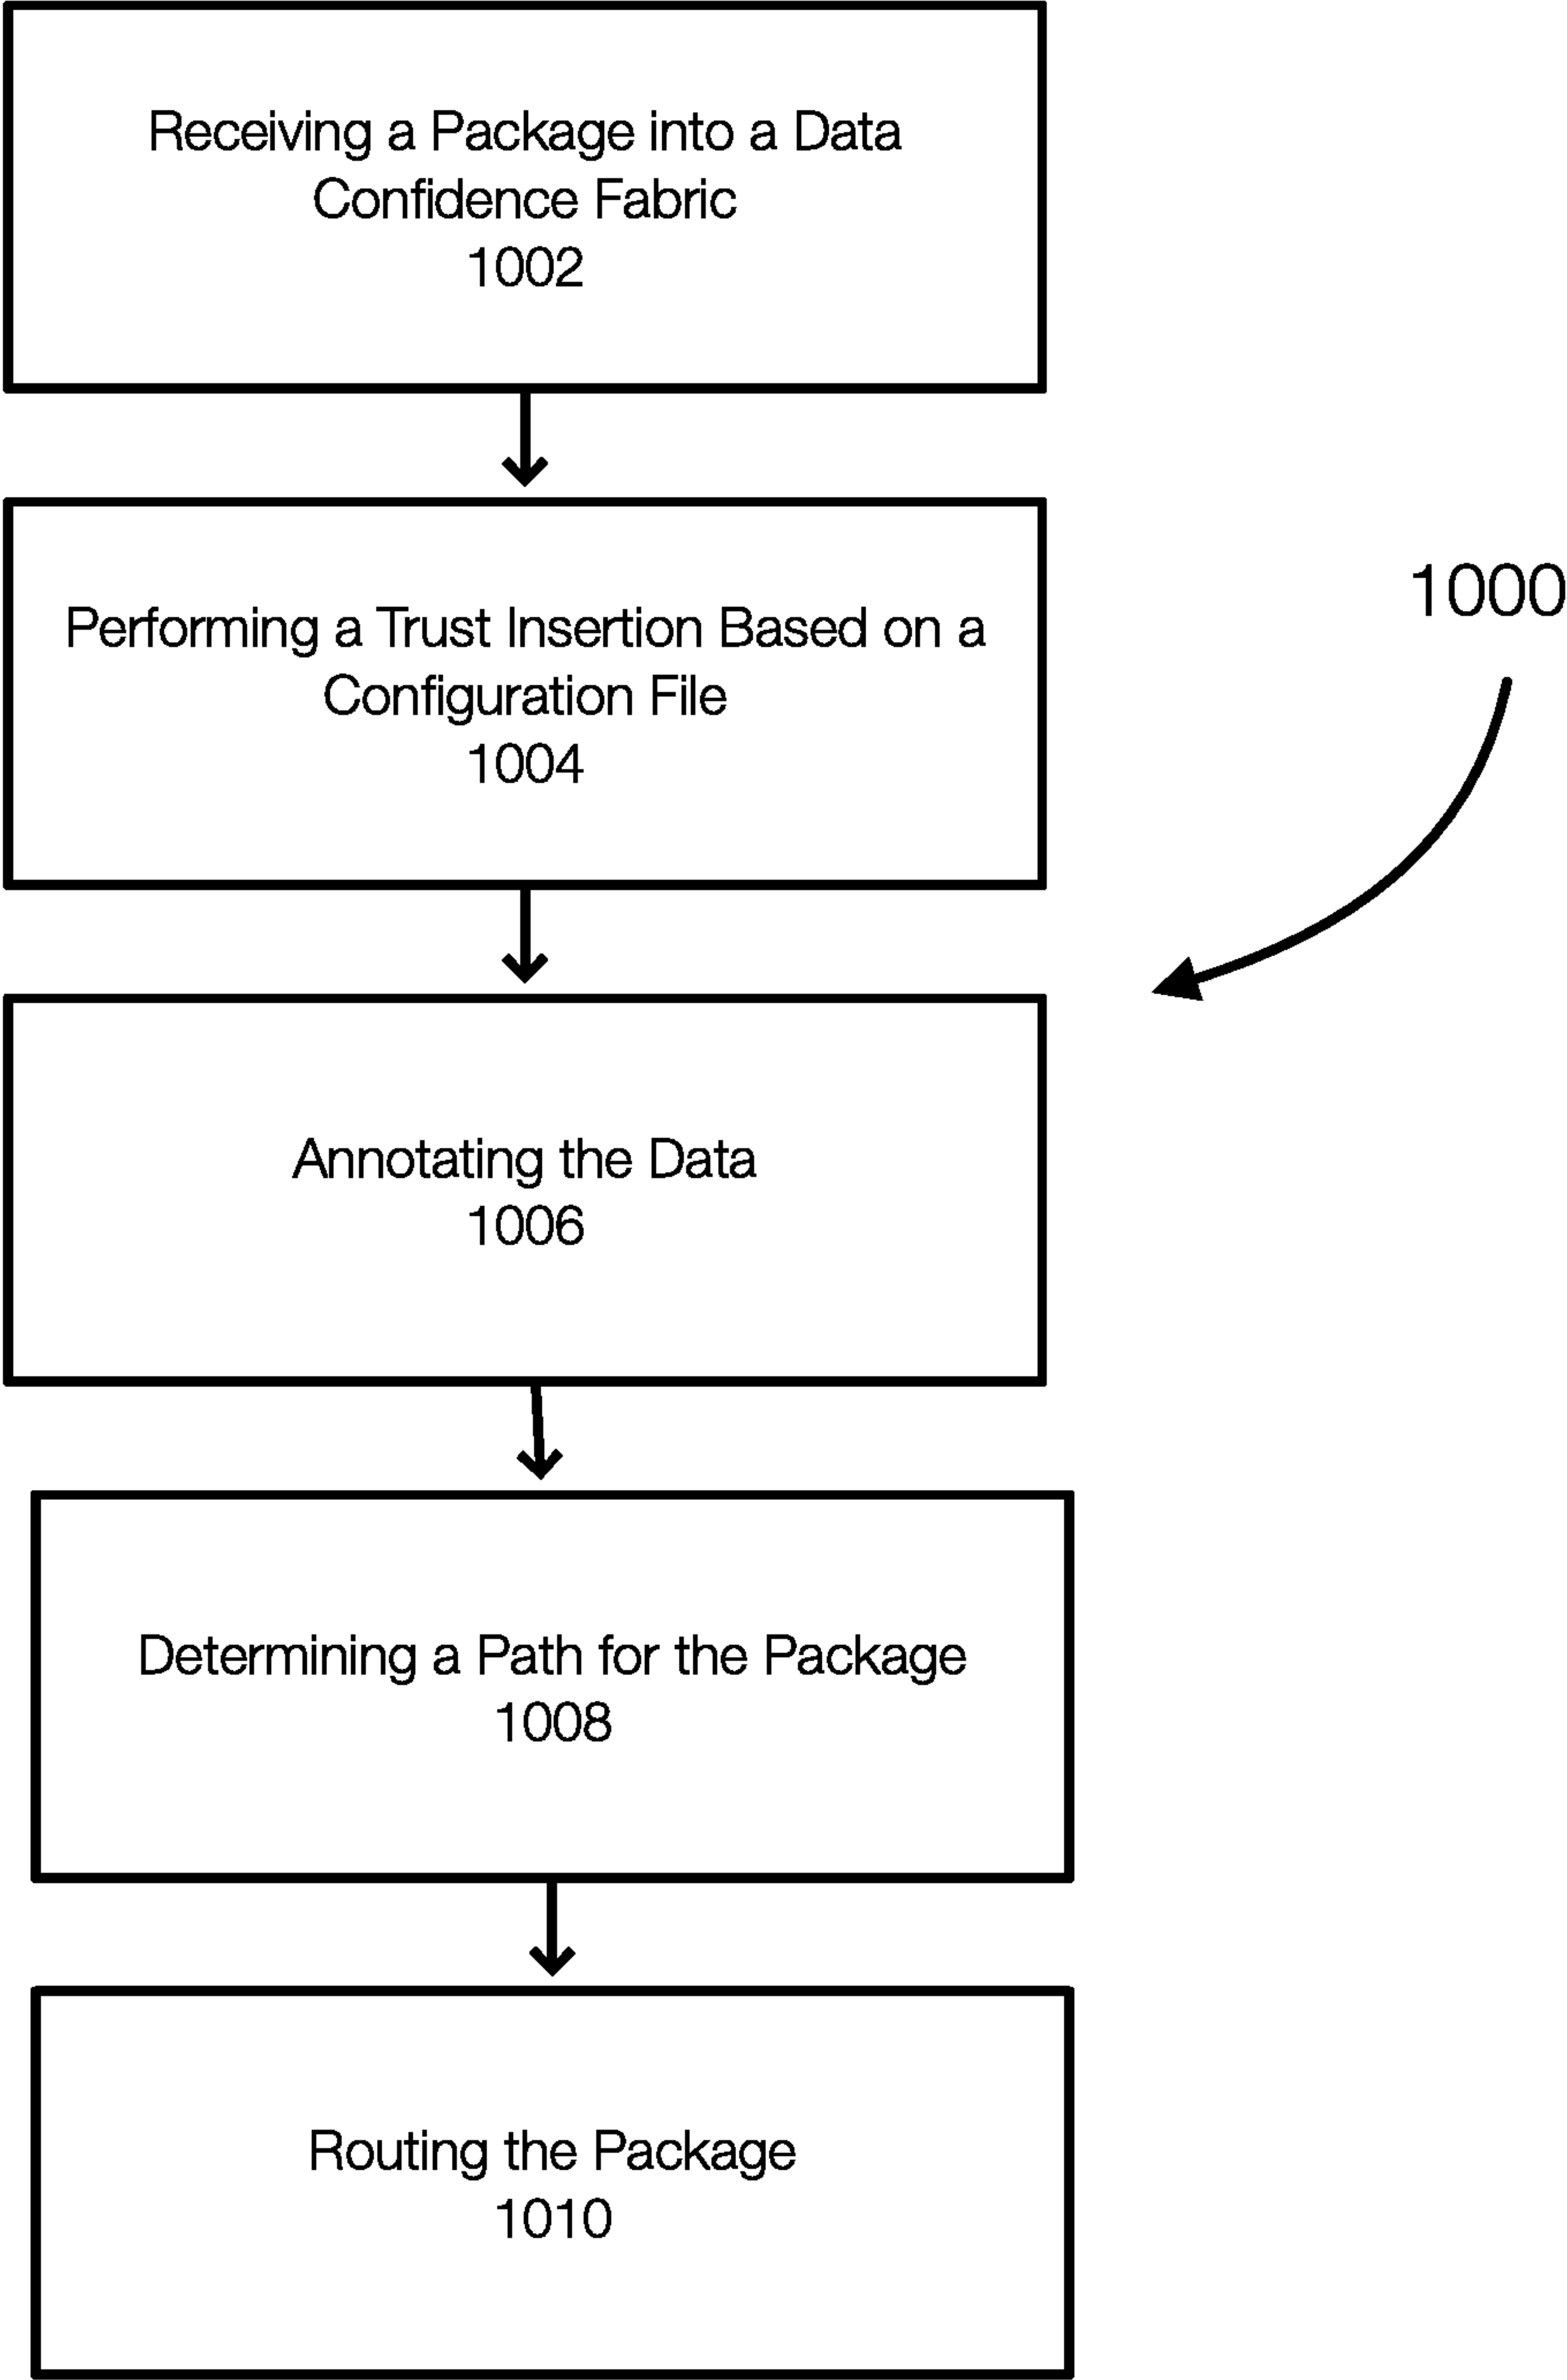 Receiving a Package into a Data
Confidence Fabric
1002
Performing a Trust Insertion Based on a
Configuration File
1004
1000
Annotating the Data
1006
Determining a Path for the Package
1008
Routing the Package
1010